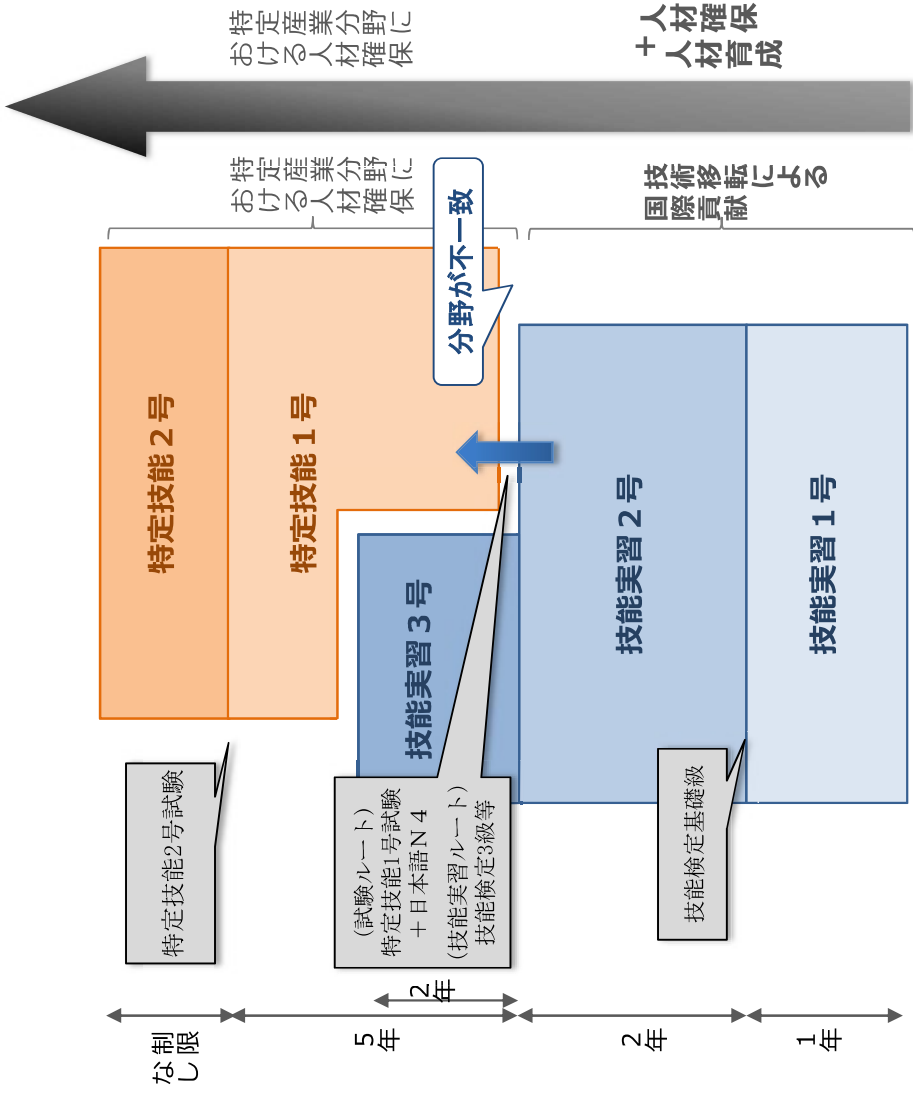 特定産業分野に
おける人材確保
人材確保
＋人材育成
特定産業分野に
おける人材確保
技術移転による
国際貢献
特定技能２号
特定技能１号
分野が不一致
技能実習３号
技能実習２号
技能実習１号
特定技能2号試験
(試験ルート)
特定技能1号試験
＋日本語Ｎ４
(技能実習ルート)
技能検定3級等
技能検定基礎級
制限
なし
5年
2年
2年
1年